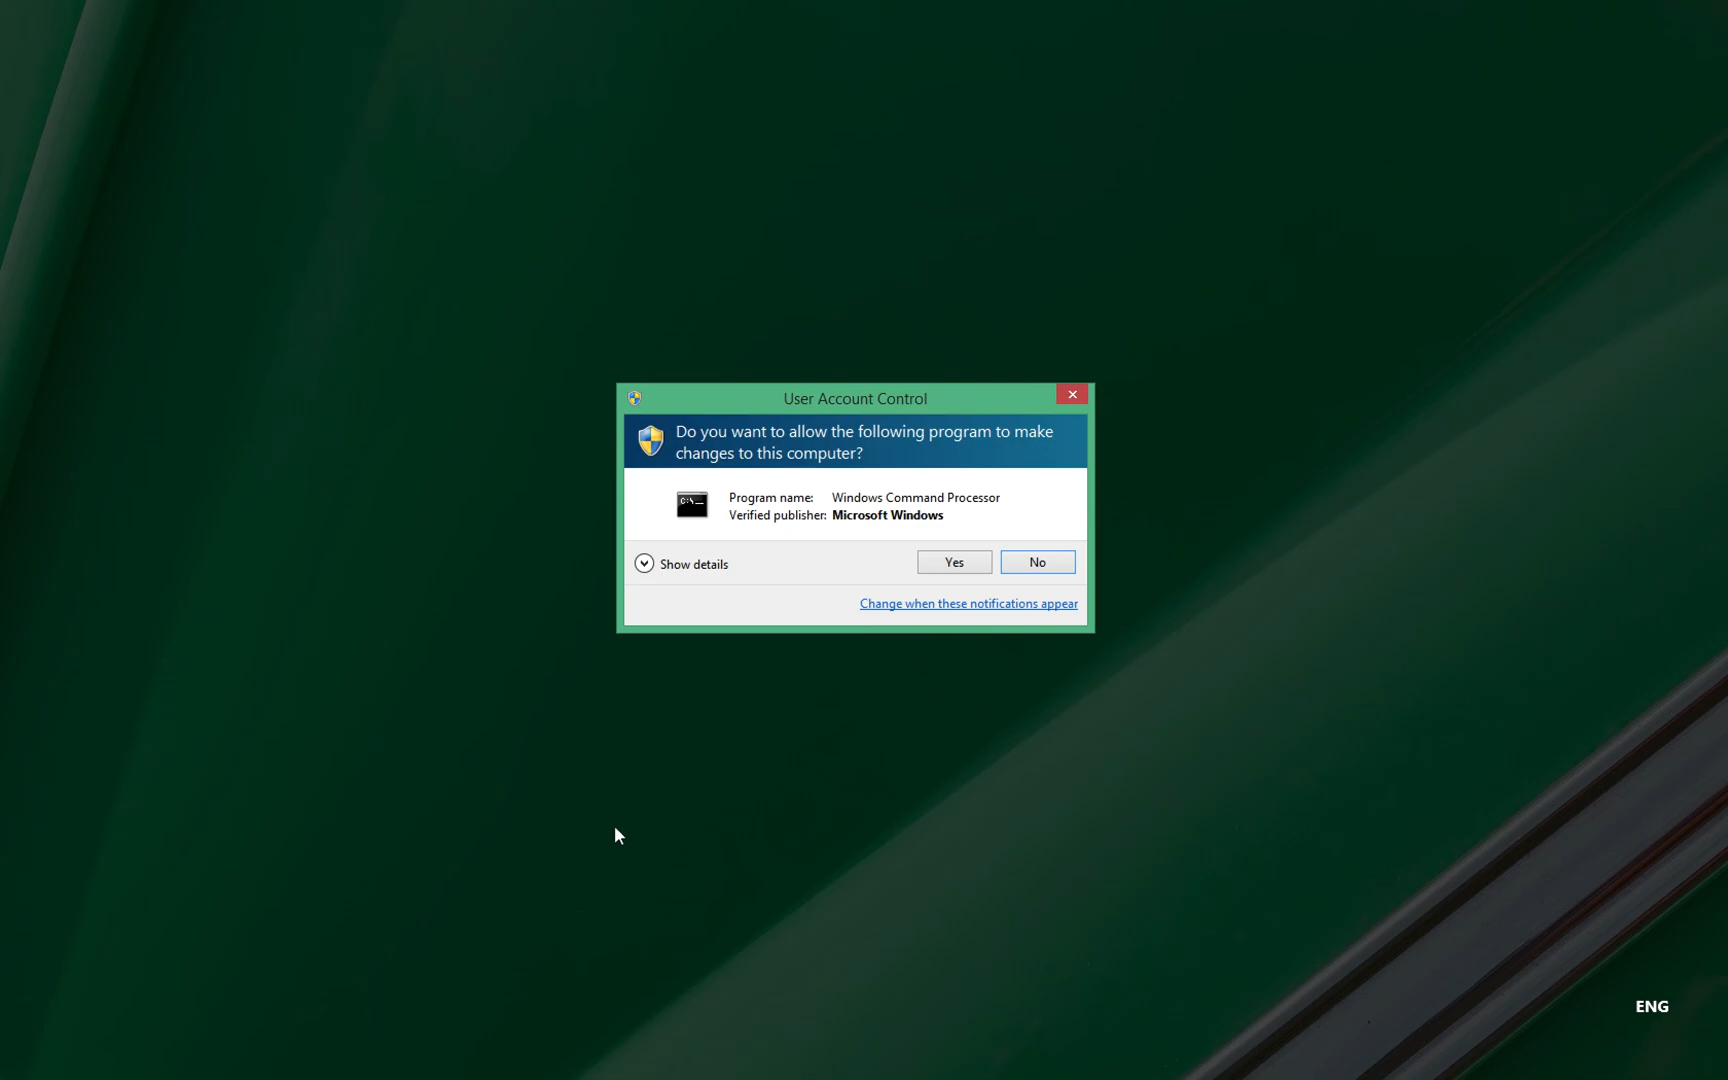 User Account Control
Do you want to allow the following program to make
changes to this computer?
C:\
Program name: Windows Command Processor
Verified publisher: Microsoft Windows
Show details
Yes
No
Change when these notifications appear
ENG